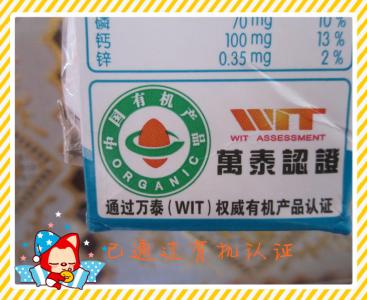 磷 70 mg 10 %
钙 100 mg 13 %
锌 0.35 mg 2 %
中国有机产品
ORGANIC
WIT
WIT ASSESSMENT
萬泰認證
通过万泰(WIT)权威有机产品认证
已通过有机认证